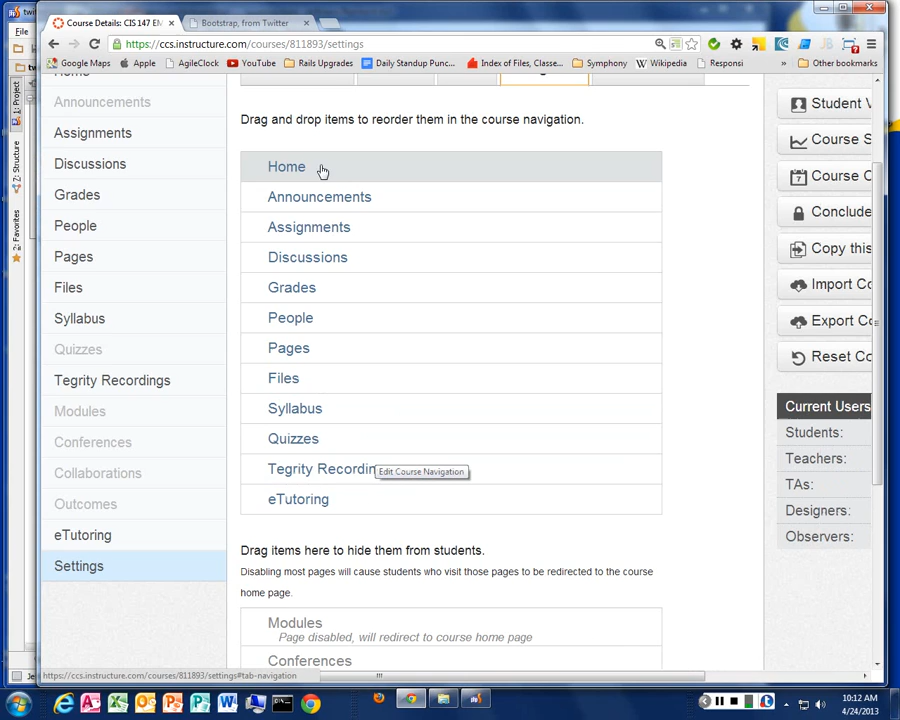 Course Details: CIS 147 EM
Bootstrap, from Twitter
File
https://ccs.instructure.com/courses/811893/settings
Google Maps
Apple
AgileClock
YouTube
Rails Upgrades
Daily Standup Punc...
Index of Files, Classe...
Symphony
Wikipedia
Responsi
»
Other bookmarks
1: Project
Z: Structure
2: Favorites
Announcements
Assignments
Discussions
Grades
People
Pages
Files
Syllabus
Quizzes
Tegrity Recordings
Modules
Conferences
Collaborations
Outcomes
eTutoring
Settings
Drag and drop items to reorder them in the course navigation.
Home
Announcements
Assignments
Discussions
Grades
People
Pages
Files
Syllabus
Quizzes
Tegrity Recordin
Edit Course Navigation
eTutoring
Drag items here to hide them from students.
Disabling most pages will cause students who visit those pages to be redirected to the course
home page.
Modules
Page disabled, will redirect to course home page
Conferences
Student V
Course S
Course C
Conclude
Copy this
Import Co
Export Co
Reset Co
Current Users
Students:
Teachers:
TAs:
Designers:
Observers:
https://ccs.instructure.com/courses/811893/settings#tab-navigation
10:12 AM
4/24/2013